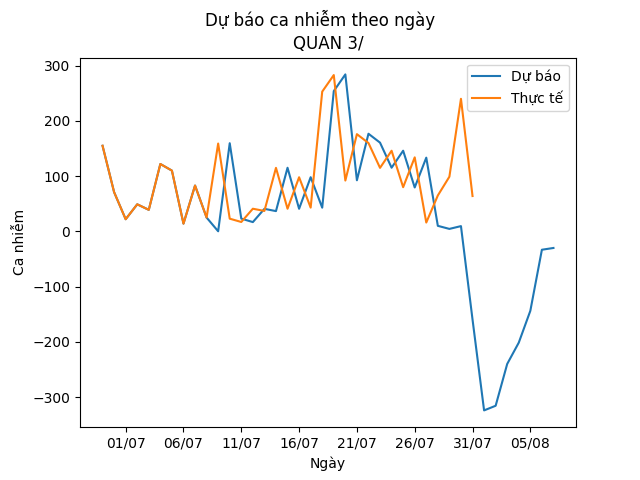 Dự báo ca nhiễm theo ngày
QUAN 3/
Dự báo
Thực tế
Ca nhiễm
300
200
100
0
−100
−200
−300
01/07 06/07 11/07 16/07 21/07 26/07 31/07 05/08
Ngày